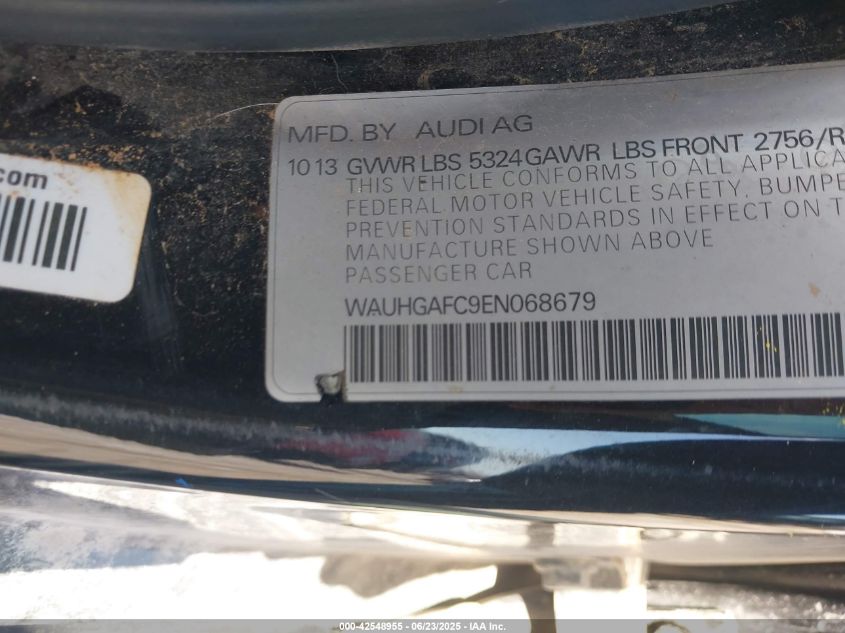 .com
MFD. BY AUDI AG
10 13 GVWR LBS 5324 GAWR LBS FRONT 2756/R
THIS VEHICLE CONFORMS TO ALL APPLICA
FEDERAL MOTOR VEHICLE SAFETY. BUMPE
PREVENTION STANDARDS IN EFFECT ON T
MANUFACTURE SHOWN ABOVE
PASSENGER CAR
WAUHGAFC9EN068679
000-42548955 - 06/23/2025 - IAA Inc.